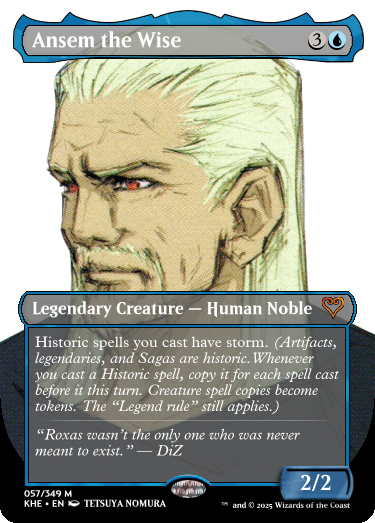 Ansem the Wise 3
Legendary Creature — Human Noble
Historic spells you cast have storm. (Artifacts,
legendaries, and Sagas are historic. Whenever
you cast a Historic spell, copy it for each spell cast
before it this turn. Creature spell copies become
tokens. The “Legend rule” still applies.)
“Roxas wasn’t the only one who was never
meant to exist.” — DiZ
2/2
057/349 M
KHE • EN TETSUYA NOMURA
™ and © 2025 Wizards of the Coast